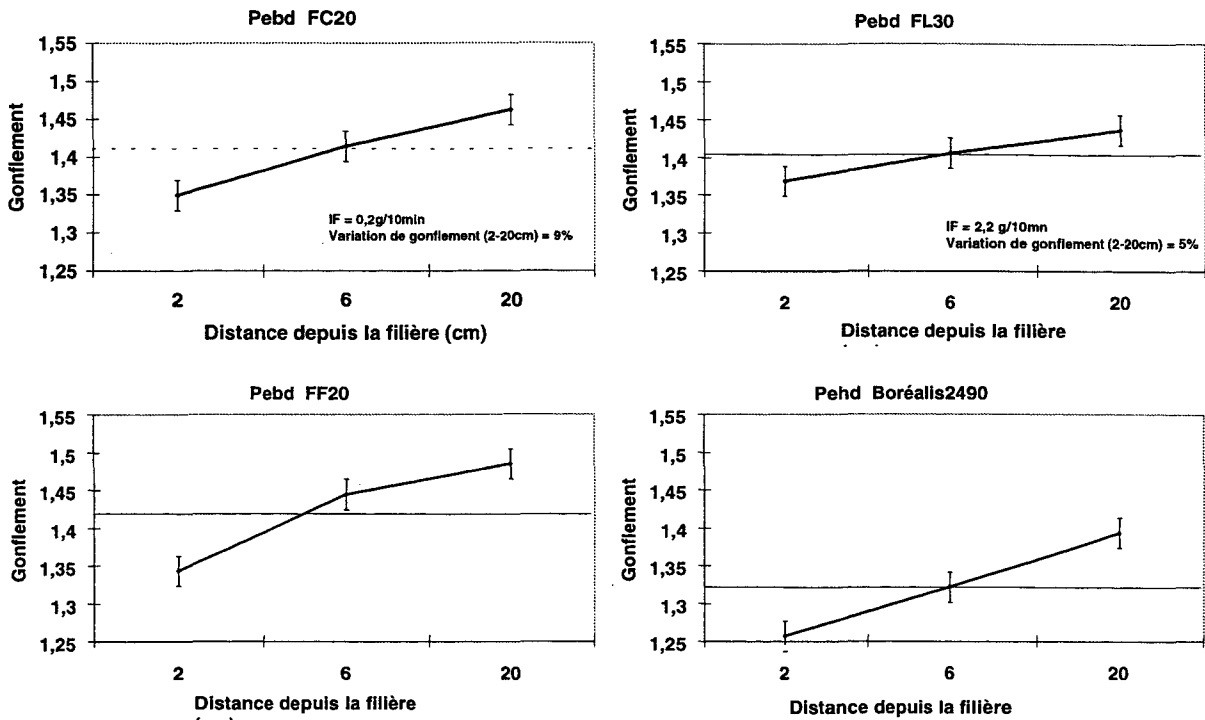 Pebd FC20
1,55
1,5
1,45
1,4
1,35
1,3
1,25
Gonflement
IF = 0,2g/10min
Variation de gonflement (2-20cm) = 9%
2 6 20
Distance depuis la filière (cm)
Pebd FL30
1,55
1,5
1,45
1,4
1,35
1,3
1,25
Gonflement
IF = 2,2 g/10mn
Variation de gonflement (2-20cm) = 5%
2 6 20
Distance depuis la filière
Pebd FF20
1,55
1,5
1,45
1,4
1,35
1,3
1,25
Gonflement
2 6 20
Distance depuis la filière
Pehd Boréalis2490
1,55
1,5
1,45
1,4
1,35
1,3
1,25
Gonflement
2 6 20
Distance depuis la filière